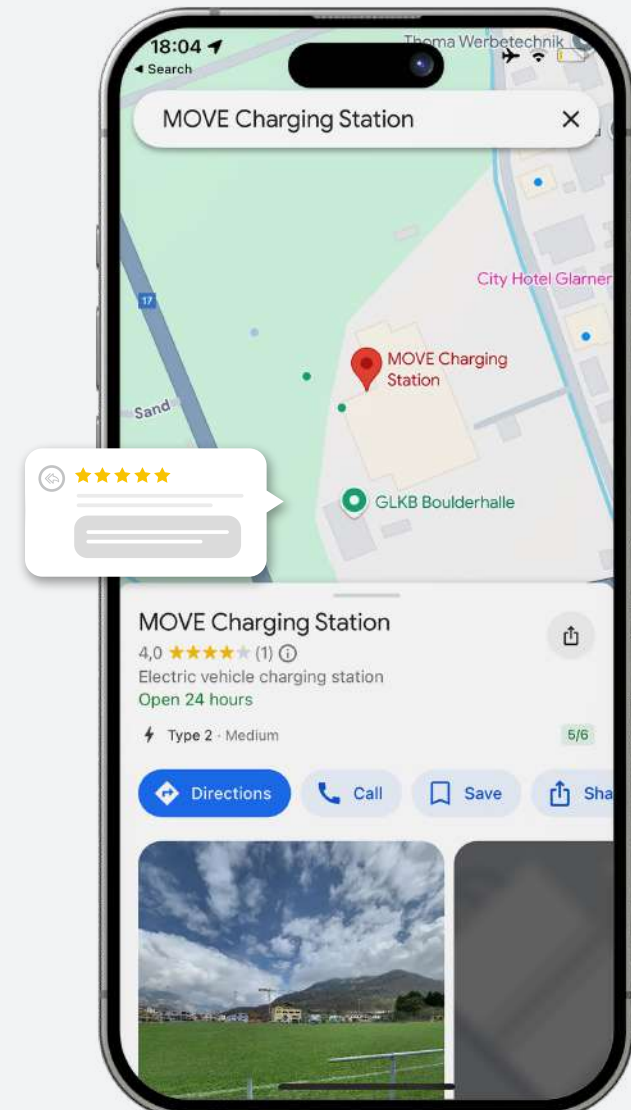 18:04
Search
Thoma Werbetechnik
MOVE Charging Station
City Hotel Glarner
17
MOVE Charging
Station
Sand
GLKB Boulderhalle
MOVE Charging Station
4,0 (1)
Electric vehicle charging station
Open 24 hours
Type 2 · Medium
5/6
Directions
Call
Save
Sha